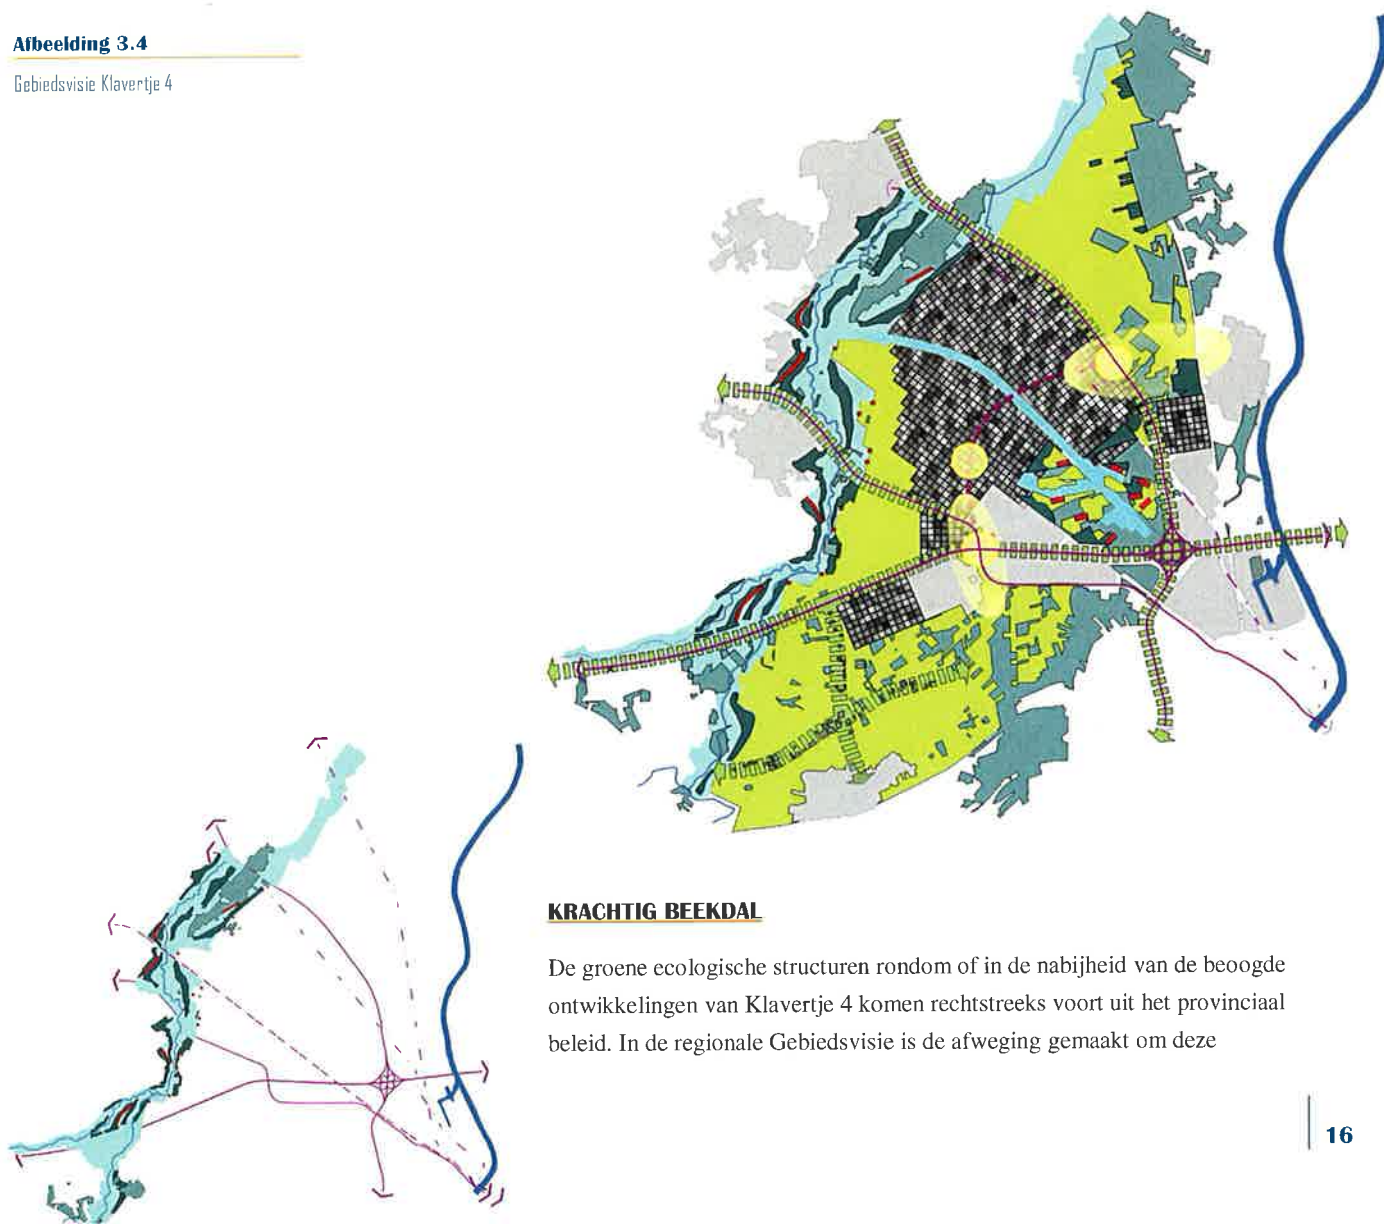 Afbeelding 3.4
Gebiedsvisie Klavertje 4
KRACHTIG BEEKDAL
De groene ecologische structuren rondom of in de nabijheid van de beoogde
ontwikkelingen van Klavertje 4 komen rechtstreeks voort uit het provinciaal
beleid. In de regionale Gebiedsvisie is de afweging gemaakt om deze
16